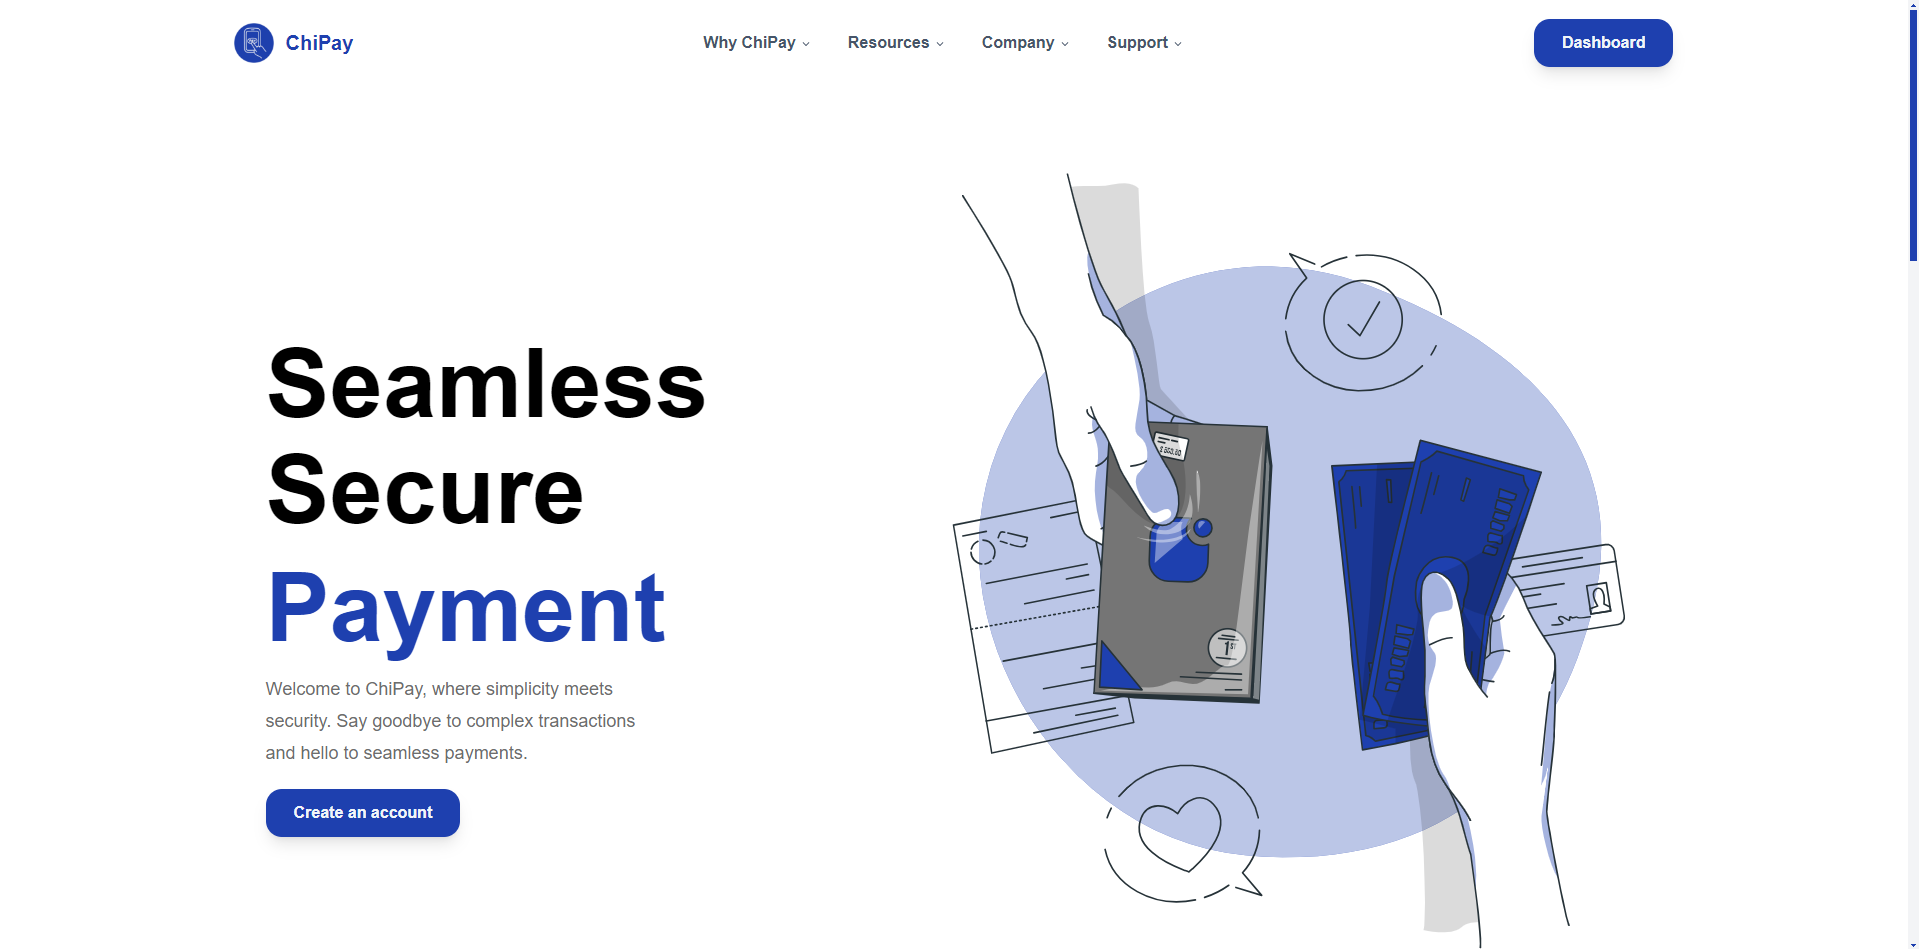 ChiPay
Why ChiPay
Resources
Company
Support
Dashboard
Seamless
Secure
Payment
Welcome to ChiPay, where simplicity meets
security. Say goodbye to complex transactions
and hello to seamless payments.
Create an account
1ST